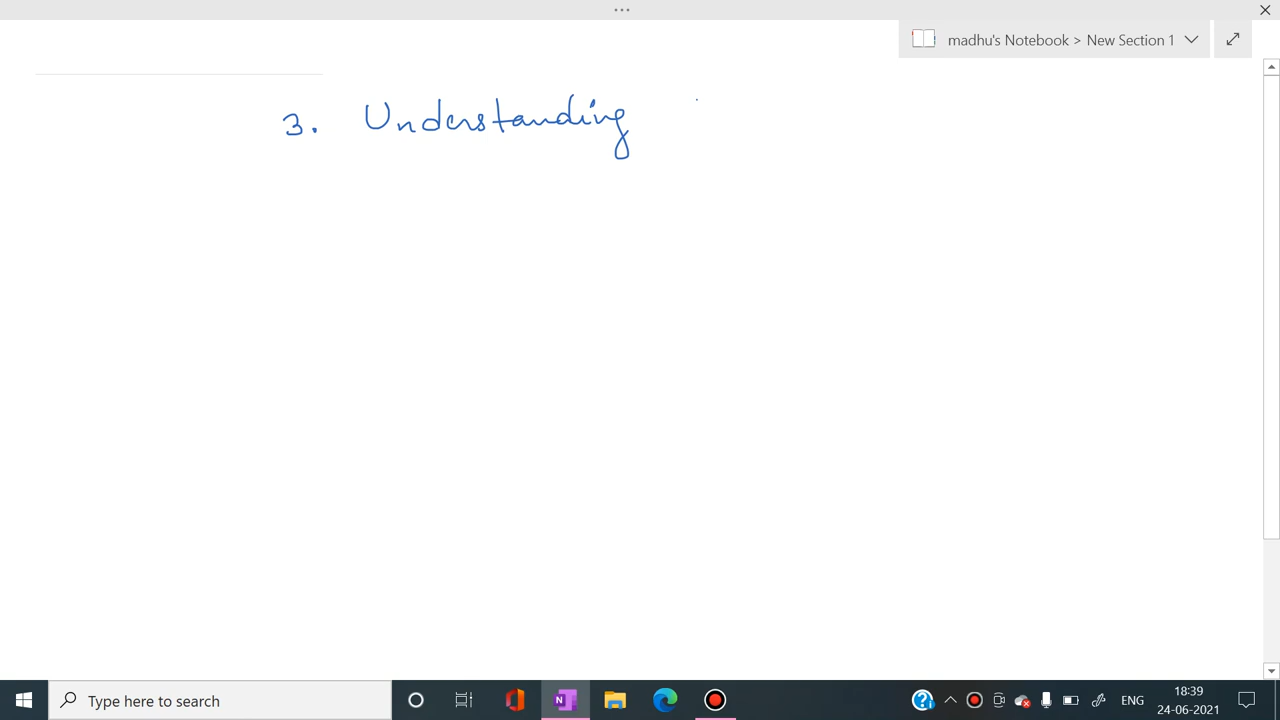 madhu's Notebook > New Section 1
3. Understanding
Type here to search
ENG
18:39
24-06-2021